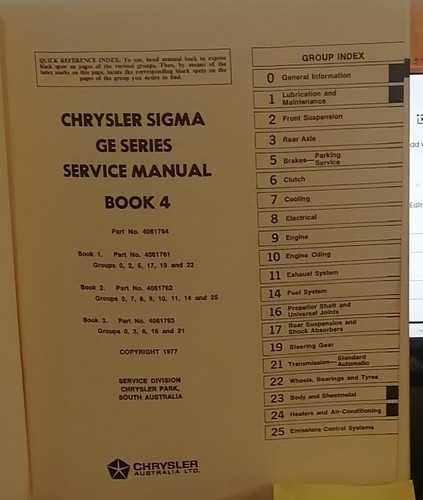 QUICK REFERENCE INDEX: To use, bend manual back to expose
black spots on pages of the various groups. Then, by means of the
index marks on this page, locate the corresponding black spots on the
pages of the group you desire to find.
CHRYSLER SIGMA
GE SERIES
SERVICE MANUAL
BOOK 4
Part No. 4061764
Book 1. Part No. 4061761
Groups 0, 2, 5, 17, 19 and 22
Book 2. Part No. 4061762
Groups 0, 7, 8, 9, 10, 11, 14 and 25
Book 3. Part No. 4061763
Groups 0, 3, 6, 16 and 21
COPYRIGHT 1977
SERVICE DIVISION
CHRYSLER PARK,
SOUTH AUSTRALIA
CHRYSLER
AUSTRALIA LTD.
GROUP INDEX
0 General Information
1 Lubrication and Maintenance
2 Front Suspension
3 Rear Axle
5 Brakes—Parking Service
6 Clutch
7 Cooling
8 Electrical
9 Engine
10 Engine Oiling
11 Exhaust System
14 Fuel System
16 Propeller Shaft and Universal Joints
17 Rear Suspension and Shock Absorbers
19 Steering Gear
21 Transmission—Standard Automatic
22 Wheels, Bearings and Tyres
23 Body and Sheetmetal
24 Heaters and Air-Conditioning
25 Emissions Control Systems
Edit